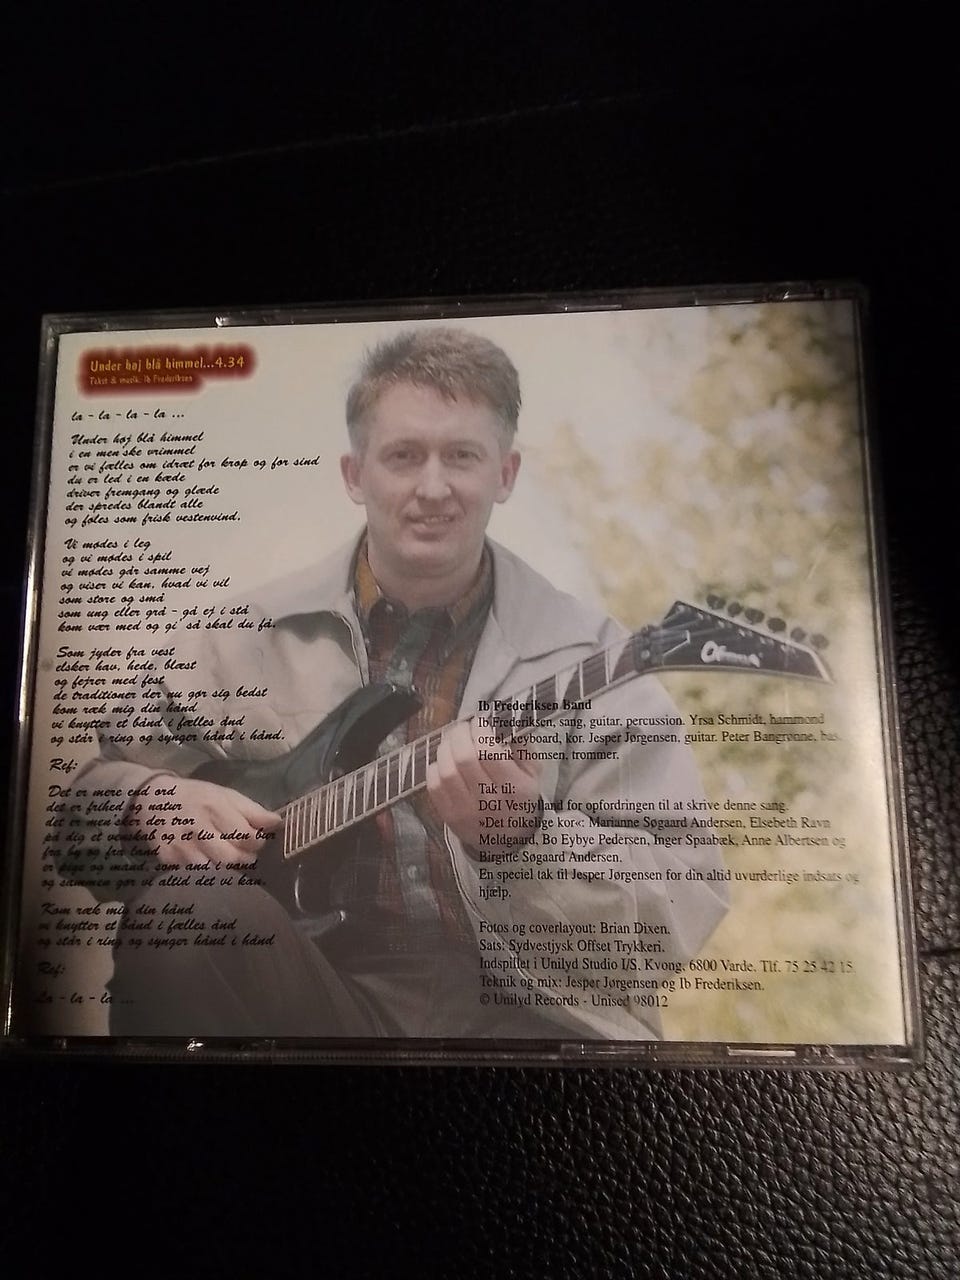 Under høj blå himmel...4.34
Tekst & musik: Ib Frederiksen
la - la - la - la ...
Under høj blå himmel
i en men'ske vrimmel
er vi fælles om idræt for krop og for sind
du er led i en kæde
driver fremgang og glæde
der spredes blandt alle
og føles som frisk vestenvind.
Vi mødes i leg
og vi mødes i spil
vi mødes går samme vej
og viser vi kan, hvad vi vil
som store og små
som ung eller grå - gå ej i stå
kom vær med og gi' så skal du få.
Som jyder fra vest
elsker hav, hede, blæst
og fejrer med fest
de traditioner der nu gør sig bedst
kom ræk mig din hånd
vi knytter et bånd i fælles ånd
og står i ring og synger hånd i hånd.
Ref:
Det er mere end ord
det er frihed og natur
det er men'sker der tror
på dig et venskab og et liv uden bur
fra by og fra land
er pige og mand, som and i vand
og sammen gør vi altid det vi kan.
Kom ræk mig din hånd
vi knytter et bånd i fælles ånd
og står i ring og synger hånd i hånd
Ref:
La - la - la ...
Ib Frederiksen Band
Ib Frederiksen, sang, guitar, percussion. Yrsa Schmidt, hammond
orgel, keyboard, kor. Jesper Jørgensen, guitar. Peter Bangrønne, bas
Henrik Thomsen, trommer.
Tak til:
DGI Vestjylland for opfordringen til at skrive denne sang.
»Det folkelige kor«: Marianne Søgaard Andersen, Elsebeth Ravn
Meldgaard, Bo Eybye Pedersen, Inger Spaabæk, Anne Albertsen og
Birgitte Søgaard Andersen.
En speciel tak til Jesper Jørgensen for din altid uvurderlige indsats og
hjælp.
Fotos og coverlayout: Brian Dixen.
Sats: Sydvestjysk Offset Trykkeri.
Indspillet i Unilyd Studio I/S, Kvong, 6800 Varde. Tlf. 75 25 42 15
Teknik og mix: Jesper Jørgensen og Ib Frederiksen.
© Unilyd Records - Unised 98012